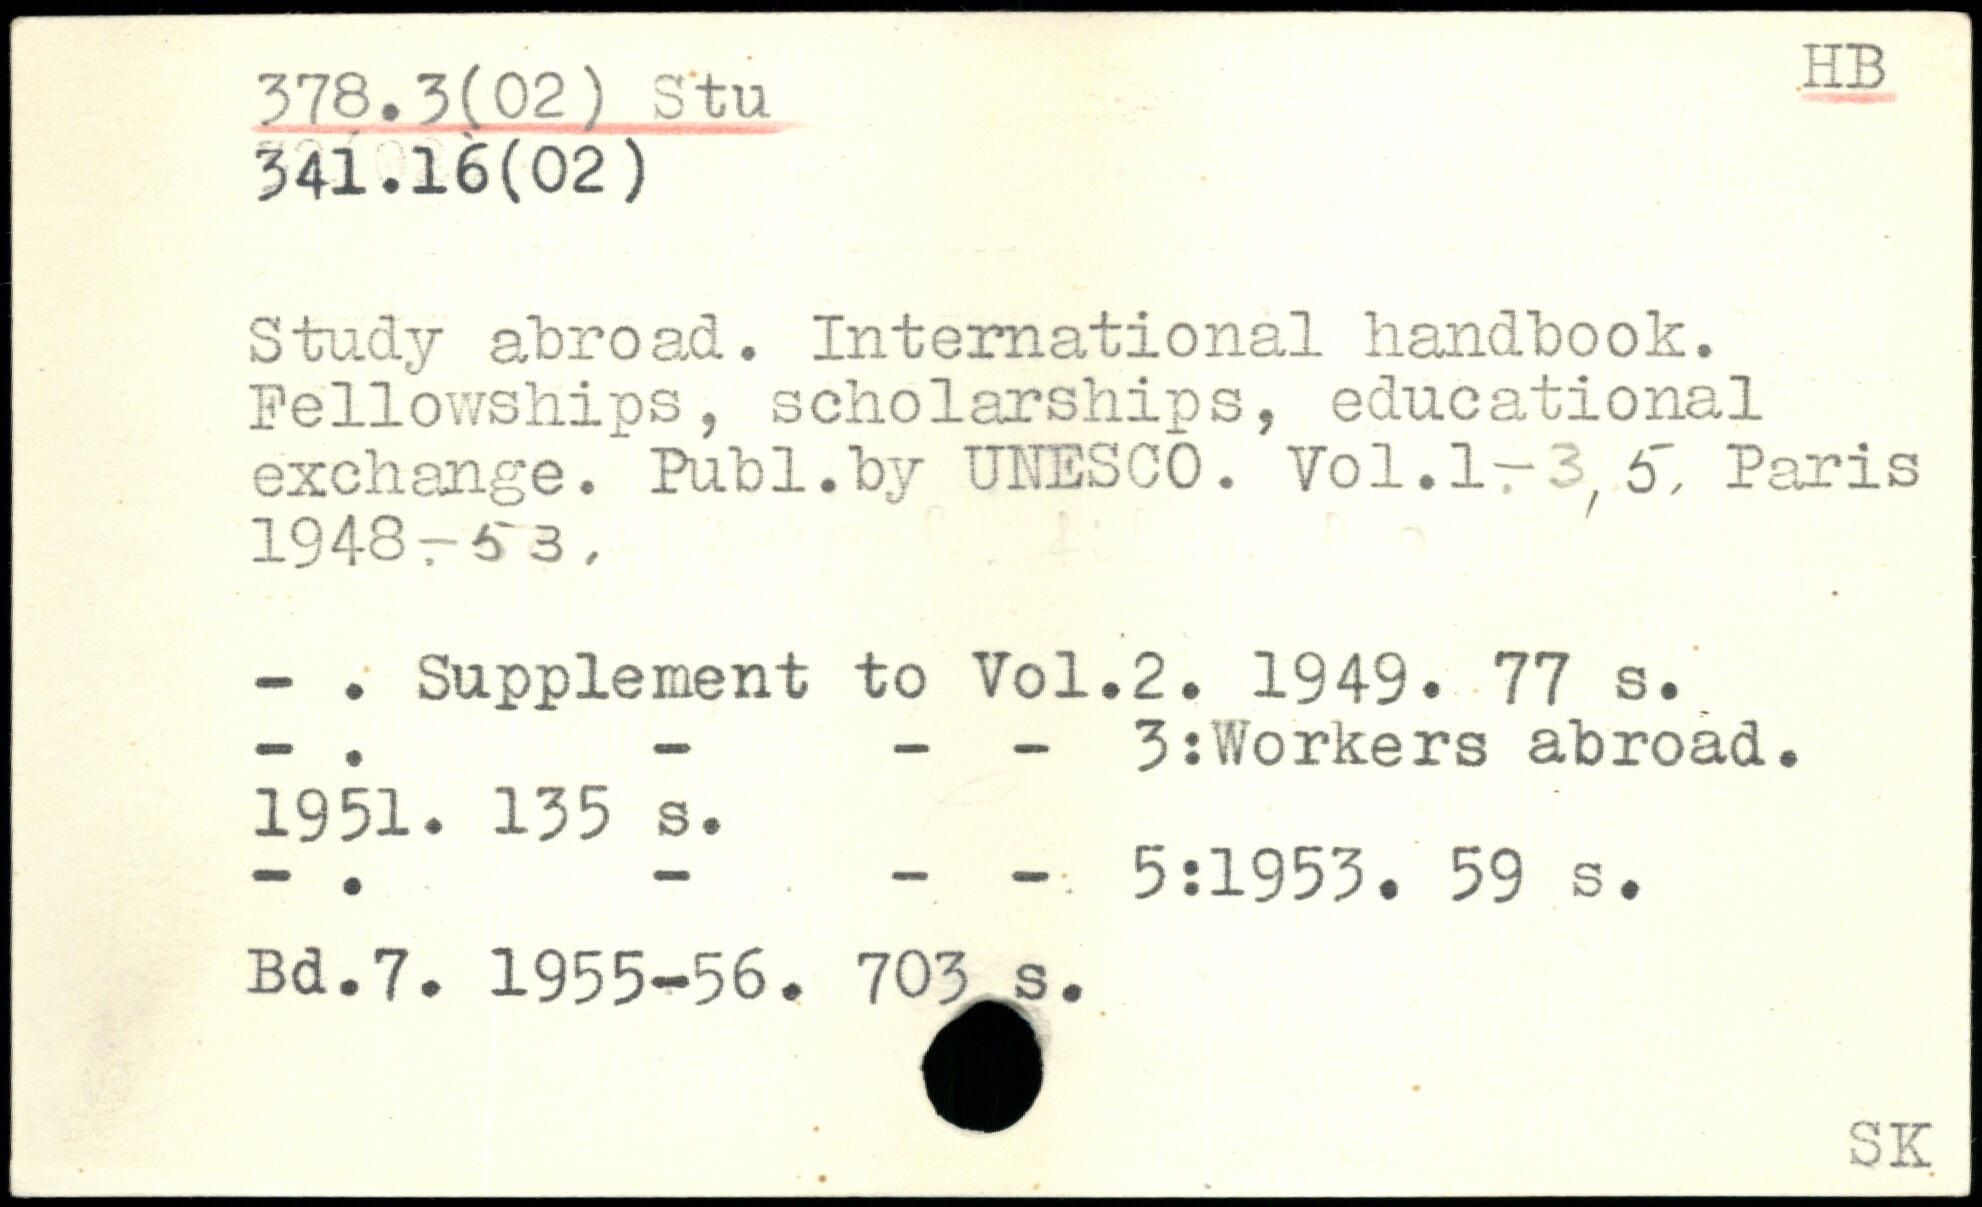 HB
378.3(02) Stu
341.16(02)
Study abroad. International handbook.
Fellowships, scholarships, educational
exchange. Publ.by UNESCO. Vol.1.-3,5, Paris
1948.-53.
- . Supplement to Vol.2. 1949. 77 s.
- . - - - 3:Workers abroad.
1951. 135 s.
- . - - - 5:1953. 59 s.
Bd.7. 1955-56. 703 s.
SK